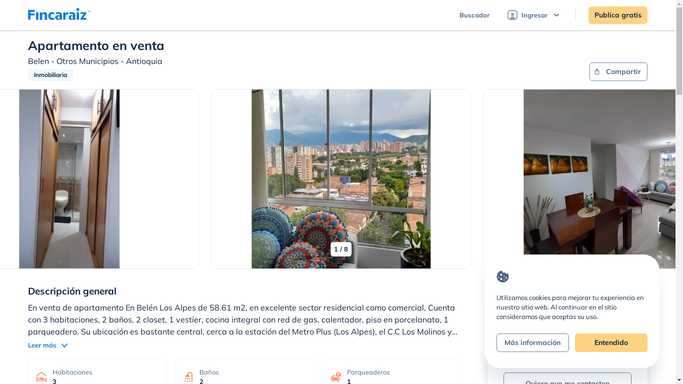 Fincaraiz
Buscador
Ingresar
Publica gratis
Apartamento en venta
Belen - Otros Municipios - Antioquia
Inmobiliaria
Compartir
1 / 8
Descripción general
En venta de apartamento En Belén Los Alpes de 58.61 m2, en excelente sector residencial como comercial, Cuenta
con 3 habitaciones, 2 baños, 2 closet, 1 vestier, cocina integral con red de gas, calentador, piso en porcelanato, 1
parqueadero. Su ubicación es bastante central, cerca a la estación del Metro Plus (Los Alpes), el C.C Los Molinos y...
Leer más
Habitaciones
3
Baños
2
Parqueaderos
1
Utilizamos cookies para mejorar tu experiencia en
nuestro sitio web. Al continuar en el sitio
consideramos que aceptas su uso.
Más información
Entendido
Quiero que me contacten